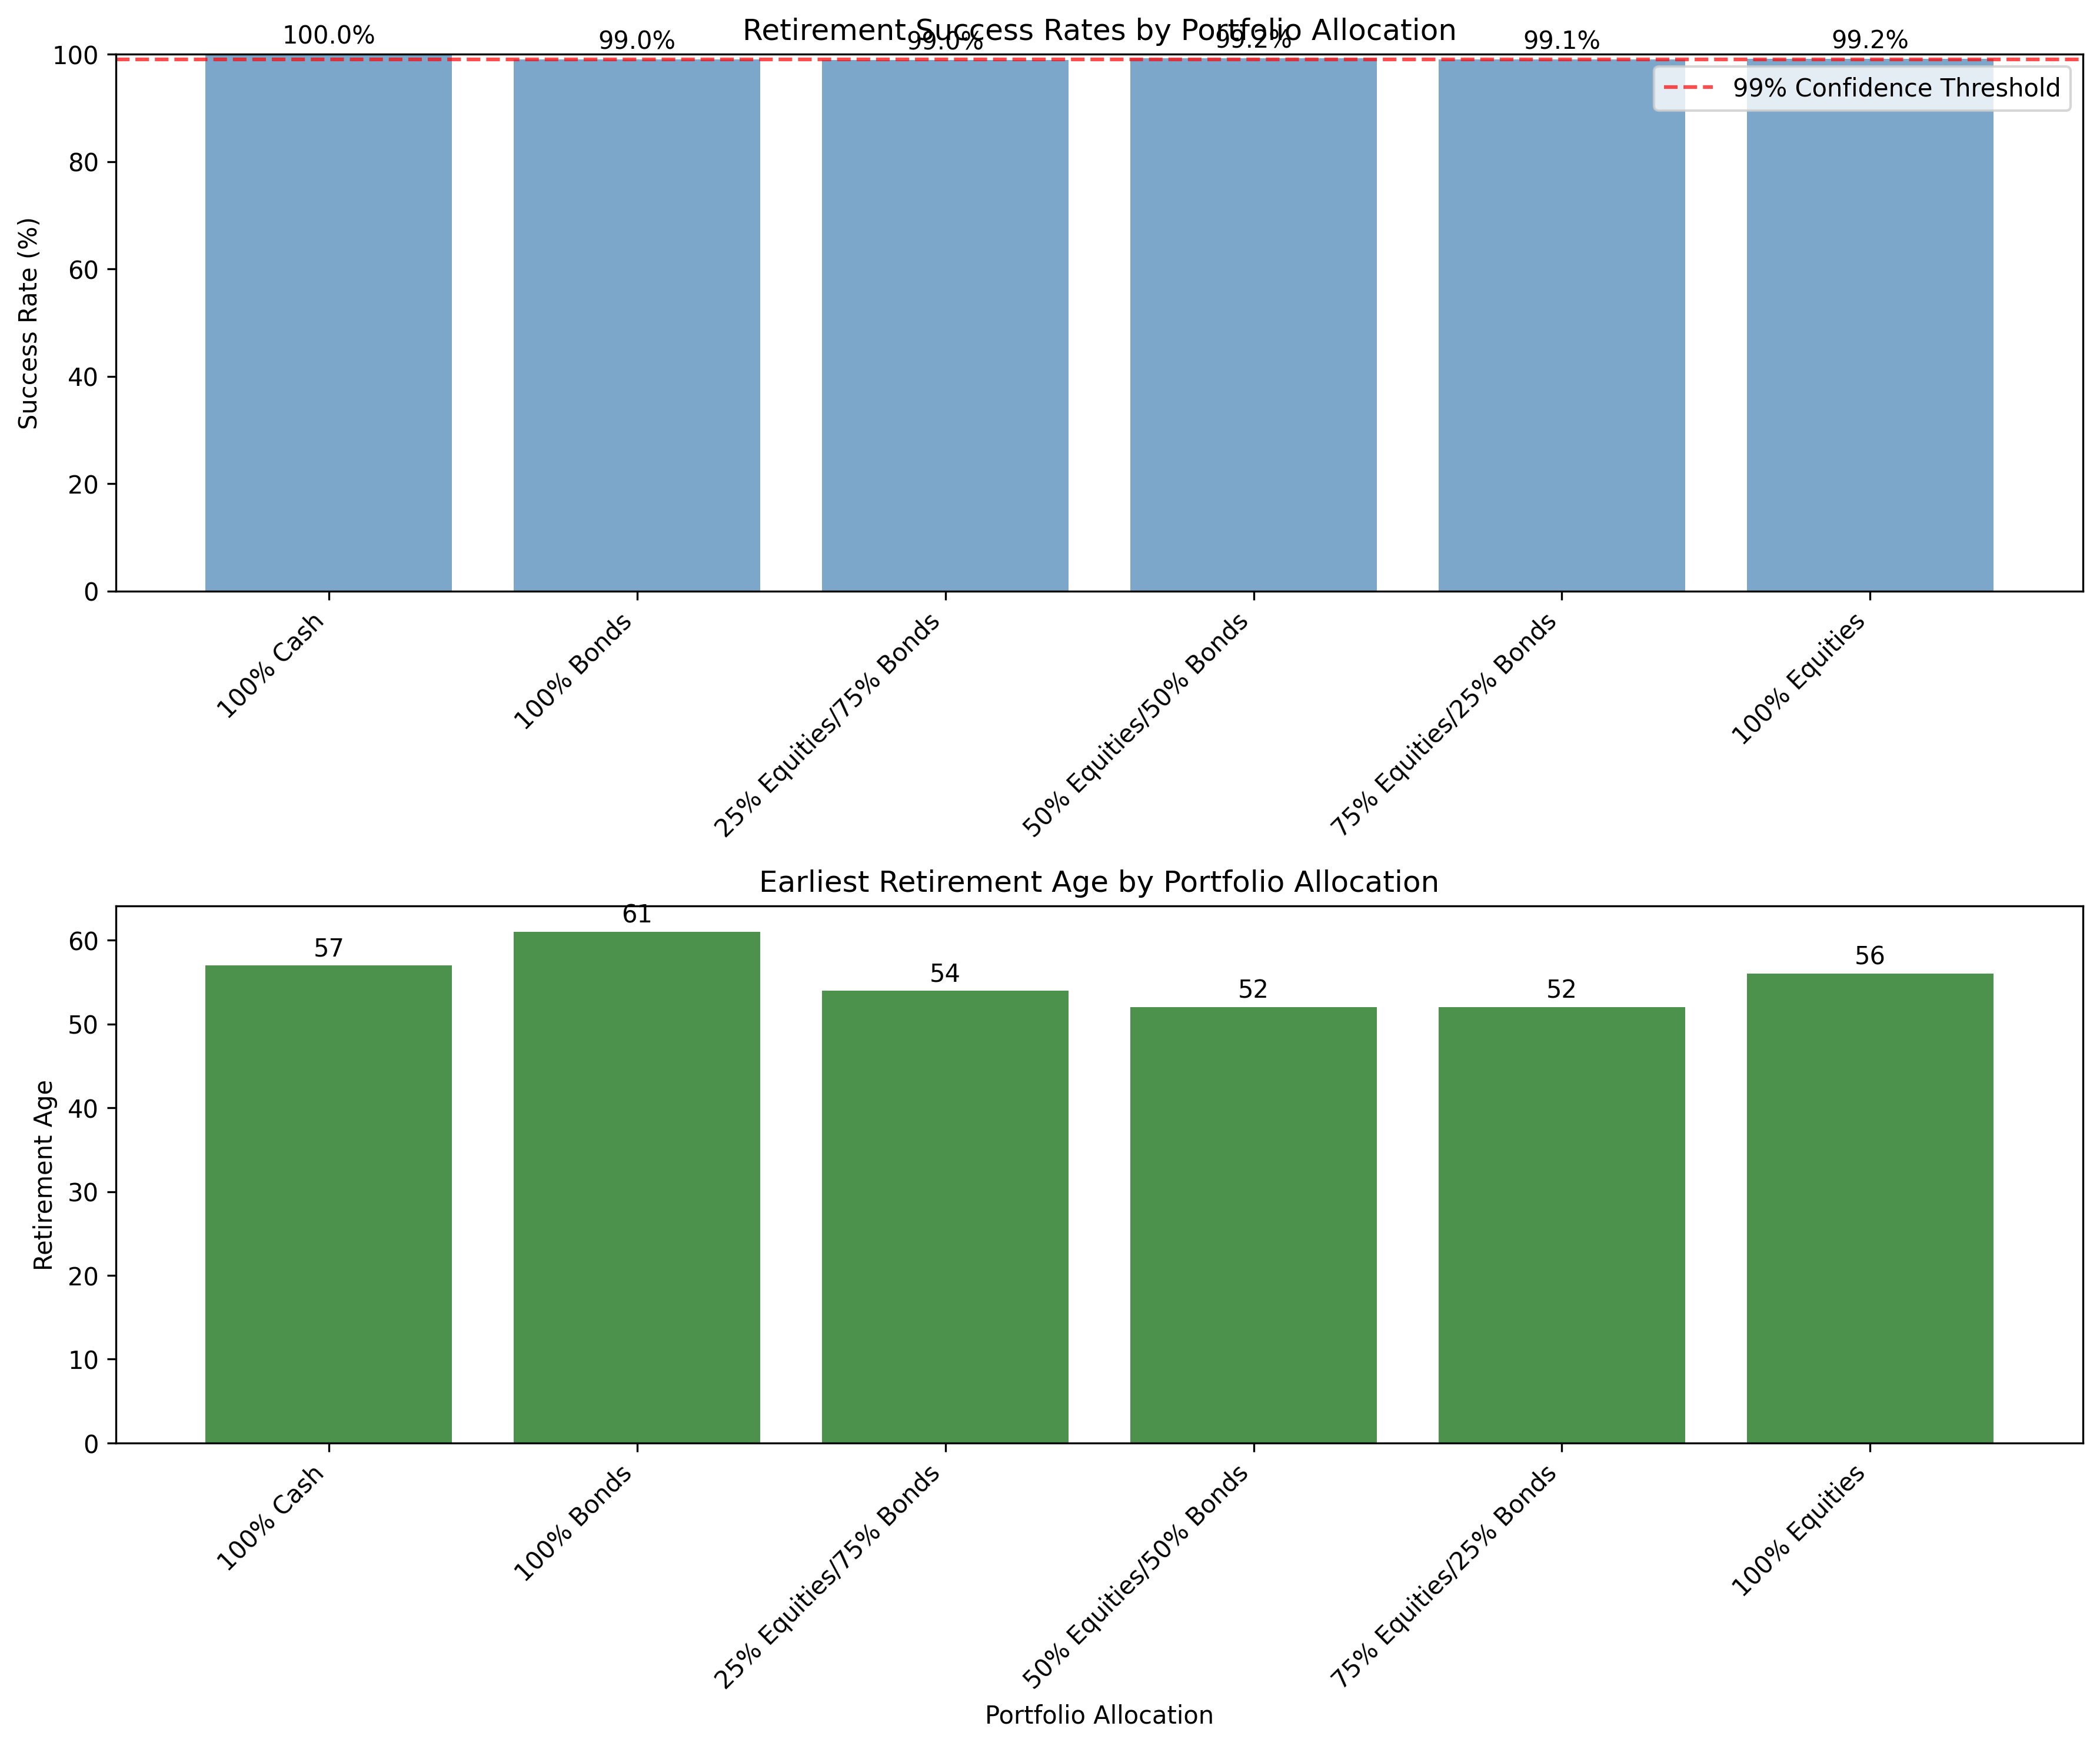 Retirement Success Rates by Portfolio Allocation
100.0%
99.0%
99.0%
99.2%
99.1%
99.2%
99% Confidence Threshold
Success Rate (%)
100
80
60
40
20
0
100% Cash
100% Bonds
25% Equities/75% Bonds
50% Equities/50% Bonds
75% Equities/25% Bonds
100% Equities
Earliest Retirement Age by Portfolio Allocation
57
61
54
52
52
56
Retirement Age
60
50
40
30
20
10
0
100% Cash
100% Bonds
25% Equities/75% Bonds
50% Equities/50% Bonds
75% Equities/25% Bonds
100% Equities
Portfolio Allocation